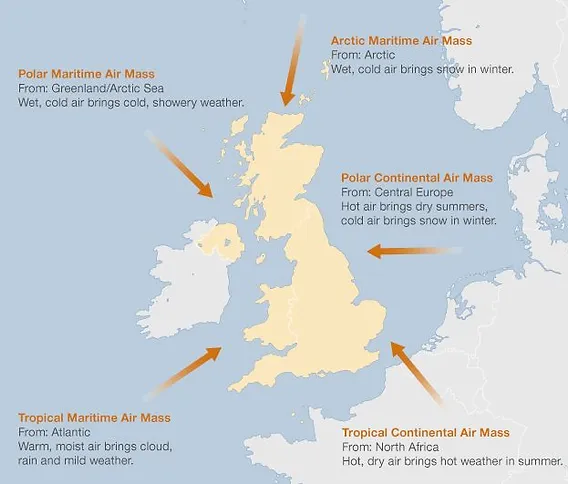 Arctic Maritime Air Mass
From: Arctic
Wet, cold air brings snow in winter.
Polar Maritime Air Mass
From: Greenland/Arctic Sea
Wet, cold air brings cold, showery weather.
Polar Continental Air Mass
From: Central Europe
Hot air brings dry summers,
cold air brings snow in winter.
Tropical Maritime Air Mass
From: Atlantic
Warm, moist air brings cloud,
rain and mild weather.
Tropical Continental Air Mass
From: North Africa
Hot, dry air brings hot weather in summer.